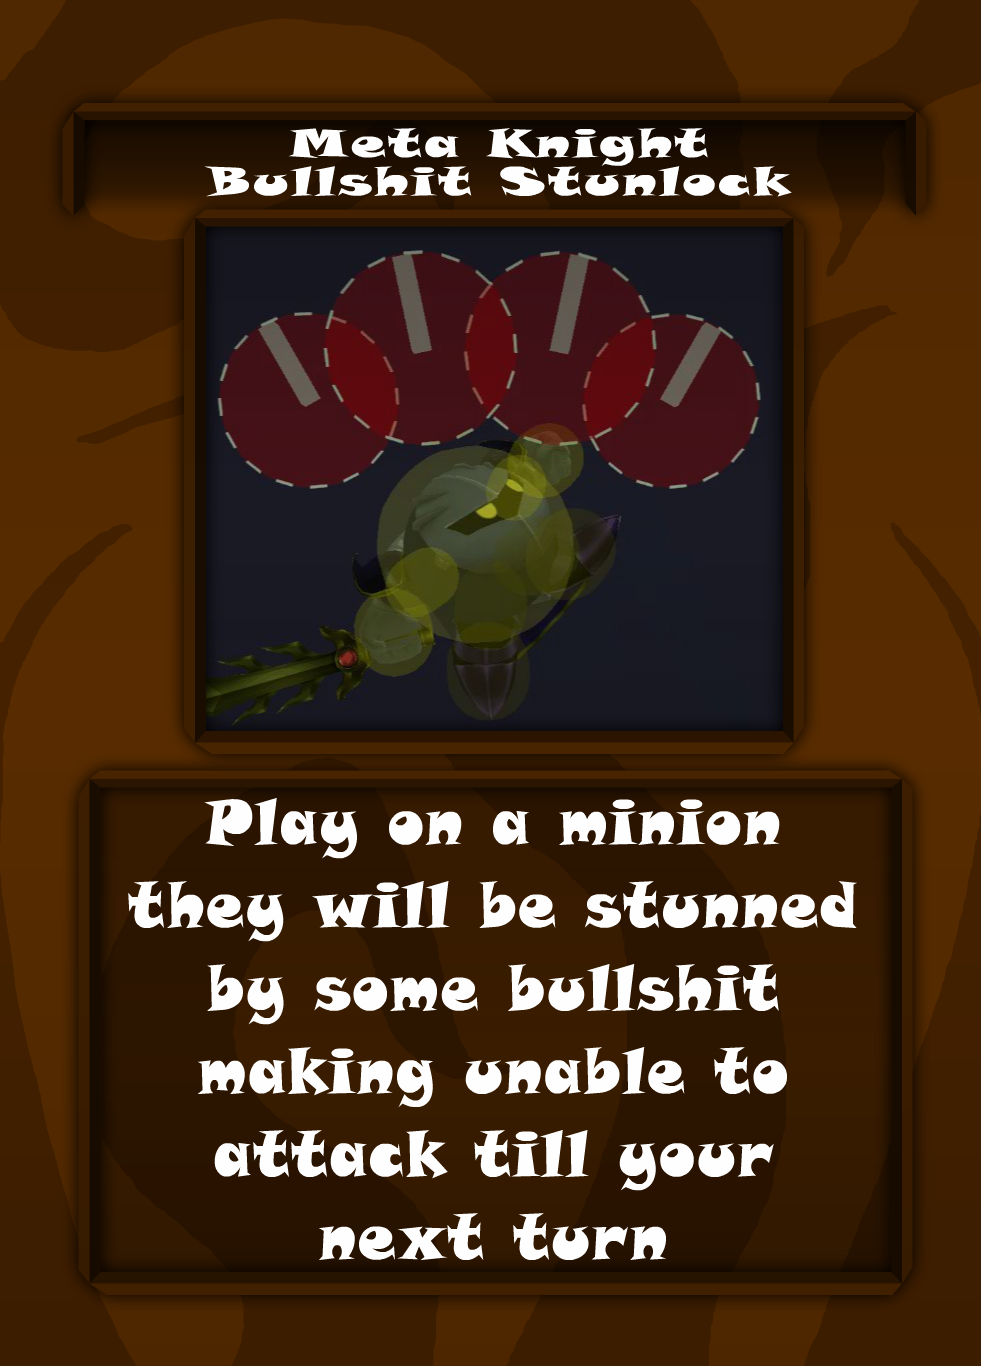 Meta Knight
Bullshit Stunlock
Play on a minion
they will be stunned
by some bullshit
making unable to
attack till your
next turn